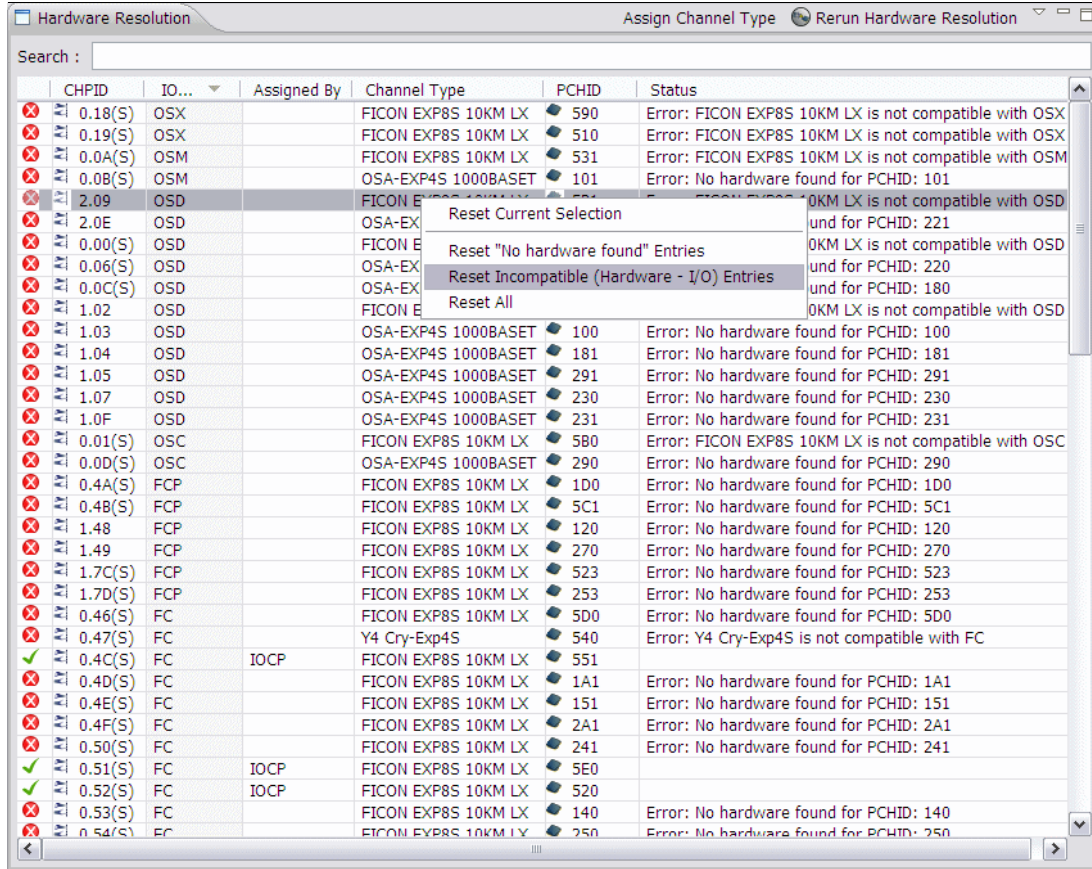 Hardware Resolution Assign Channel Type Rerun Hardware Resolution
Search :
CHPID IO... Assigned By Channel Type PCHID Status
0.18(S) OSX FICON EXP8S 10KM LX 590 Error: FICON EXP8S 10KM LX is not compatible with OSX
0.19(S) OSX FICON EXP8S 10KM LX 510 Error: FICON EXP8S 10KM LX is not compatible with OSX
0.0A(S) OSM FICON EXP8S 10KM LX 531 Error: FICON EXP8S 10KM LX is not compatible with OSM
0.0B(S) OSM OSA-EXP4S 1000BASET 101 Error: No hardware found for PCHID: 101
2.09 OSD FICON 10KM LX is not compatible with OSD
Reset Current Selection
2.0E OSD OSA-EX und for PCHID: 221
Reset "No hardware found" Entries
0.00(S) OSD FICON E 0KM LX is not compatible with OSD
0.06(S) OSD OSA-EX und for PCHID: 220
Reset Incompatible (Hardware - I/O) Entries
0.0C(S) OSD OSA-EX und for PCHID: 180
Reset All
1.02 OSD FICON E 0KM LX is not compatible with OSD
1.03 OSD OSA-EXP4S 1000BASET 100 Error: No hardware found for PCHID: 100
1.04 OSD OSA-EXP4S 1000BASET 181 Error: No hardware found for PCHID: 181
1.05 OSD OSA-EXP4S 1000BASET 291 Error: No hardware found for PCHID: 291
1.07 OSD OSA-EXP4S 1000BASET 230 Error: No hardware found for PCHID: 230
1.0F OSD OSA-EXP4S 1000BASET 231 Error: No hardware found for PCHID: 231
0.01(S) OSC FICON EXP8S 10KM LX 5B0 Error: FICON EXP8S 10KM LX is not compatible with OSC
0.0D(S) OSC OSA-EXP4S 1000BASET 290 Error: No hardware found for PCHID: 290
0.4A(S) FCP FICON EXP8S 10KM LX 1D0 Error: No hardware found for PCHID: 1D0
0.4B(S) FCP FICON EXP8S 10KM LX 5C1 Error: No hardware found for PCHID: 5C1
1.48 FCP FICON EXP8S 10KM LX 120 Error: No hardware found for PCHID: 120
1.49 FCP FICON EXP8S 10KM LX 270 Error: No hardware found for PCHID: 270
1.7C(S) FCP FICON EXP8S 10KM LX 523 Error: No hardware found for PCHID: 523
1.7D(S) FCP FICON EXP8S 10KM LX 253 Error: No hardware found for PCHID: 253
0.46(S) FC FICON EXP8S 10KM LX 5D0 Error: No hardware found for PCHID: 5D0
0.47(S) FC Y4 Cry-Exp4S 540 Error: Y4 Cry-Exp4S is not compatible with FC
0.4C(S) FC IOCP FICON EXP8S 10KM LX 551
0.4D(S) FC FICON EXP8S 10KM LX 1A1 Error: No hardware found for PCHID: 1A1
0.4E(S) FC FICON EXP8S 10KM LX 151 Error: No hardware found for PCHID: 151
0.4F(S) FC FICON EXP8S 10KM LX 2A1 Error: No hardware found for PCHID: 2A1
0.50(S) FC FICON EXP8S 10KM LX 241 Error: No hardware found for PCHID: 241
0.51(S) FC IOCP FICON EXP8S 10KM LX 5E0
0.52(S) FC IOCP FICON EXP8S 10KM LX 520
0.53(S) FC FICON EXP8S 10KM LX 140 Error: No hardware found for PCHID: 140
0.54(S) FC FICON EXP8S 10KM LX 250 Error: No hardware found for PCHID: 250